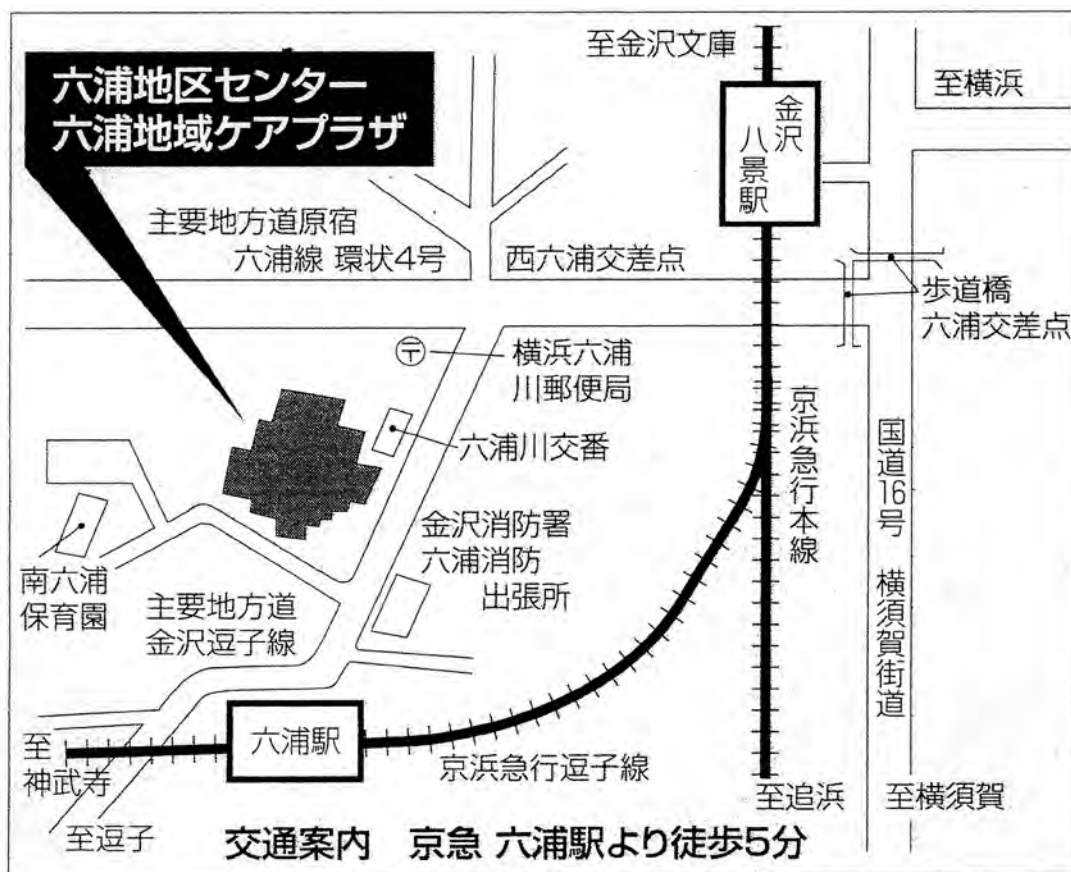 至金沢文庫
六浦地区センター
六浦地域ケアプラザ
至横浜
金沢
八景駅
主要地方道原宿
六浦線 環状4号
西六浦交差点
歩道橋
六浦交差点
〒
横浜六浦
川郵便局
六浦川交番
京浜急行本線
国道16号 横須賀街道
金沢消防署
六浦消防
出張所
南六浦
保育園
主要地方道
金沢逗子線
六浦駅
至
神武寺
京浜急行逗子線
至追浜
至横須賀
至逗子
交通案内 京急 六浦駅より徒歩5分